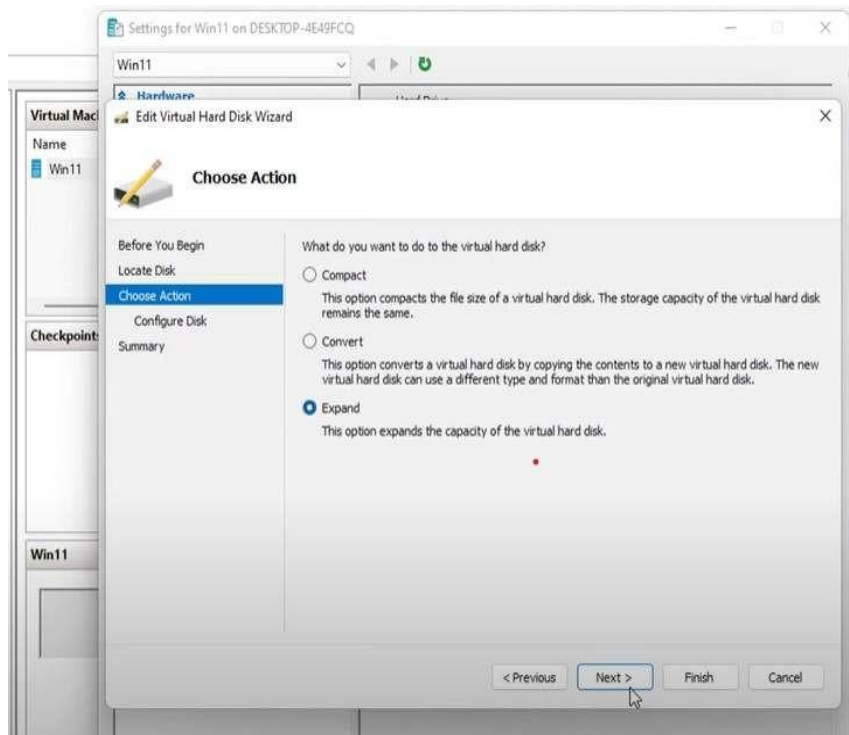 Settings for Win11 on DESKTOP-4E49FCQ
Win11
Hardware
Hard Drive
Virtual Mac
Name
Win11
Checkpoint
Win11
Edit Virtual Hard Disk Wizard
Choose Action
Before You Begin
Locate Disk
Choose Action
Configure Disk
Summary
What do you want to do to the virtual hard disk?
Compact
This option compacts the file size of a virtual hard disk. The storage capacity of the virtual hard disk
remains the same.
Convert
This option converts a virtual hard disk by copying the contents to a new virtual hard disk. The new
virtual hard disk can use a different type and format than the original virtual hard disk.
Expand
This option expands the capacity of the virtual hard disk.
< Previous
Next >
Finish
Cancel